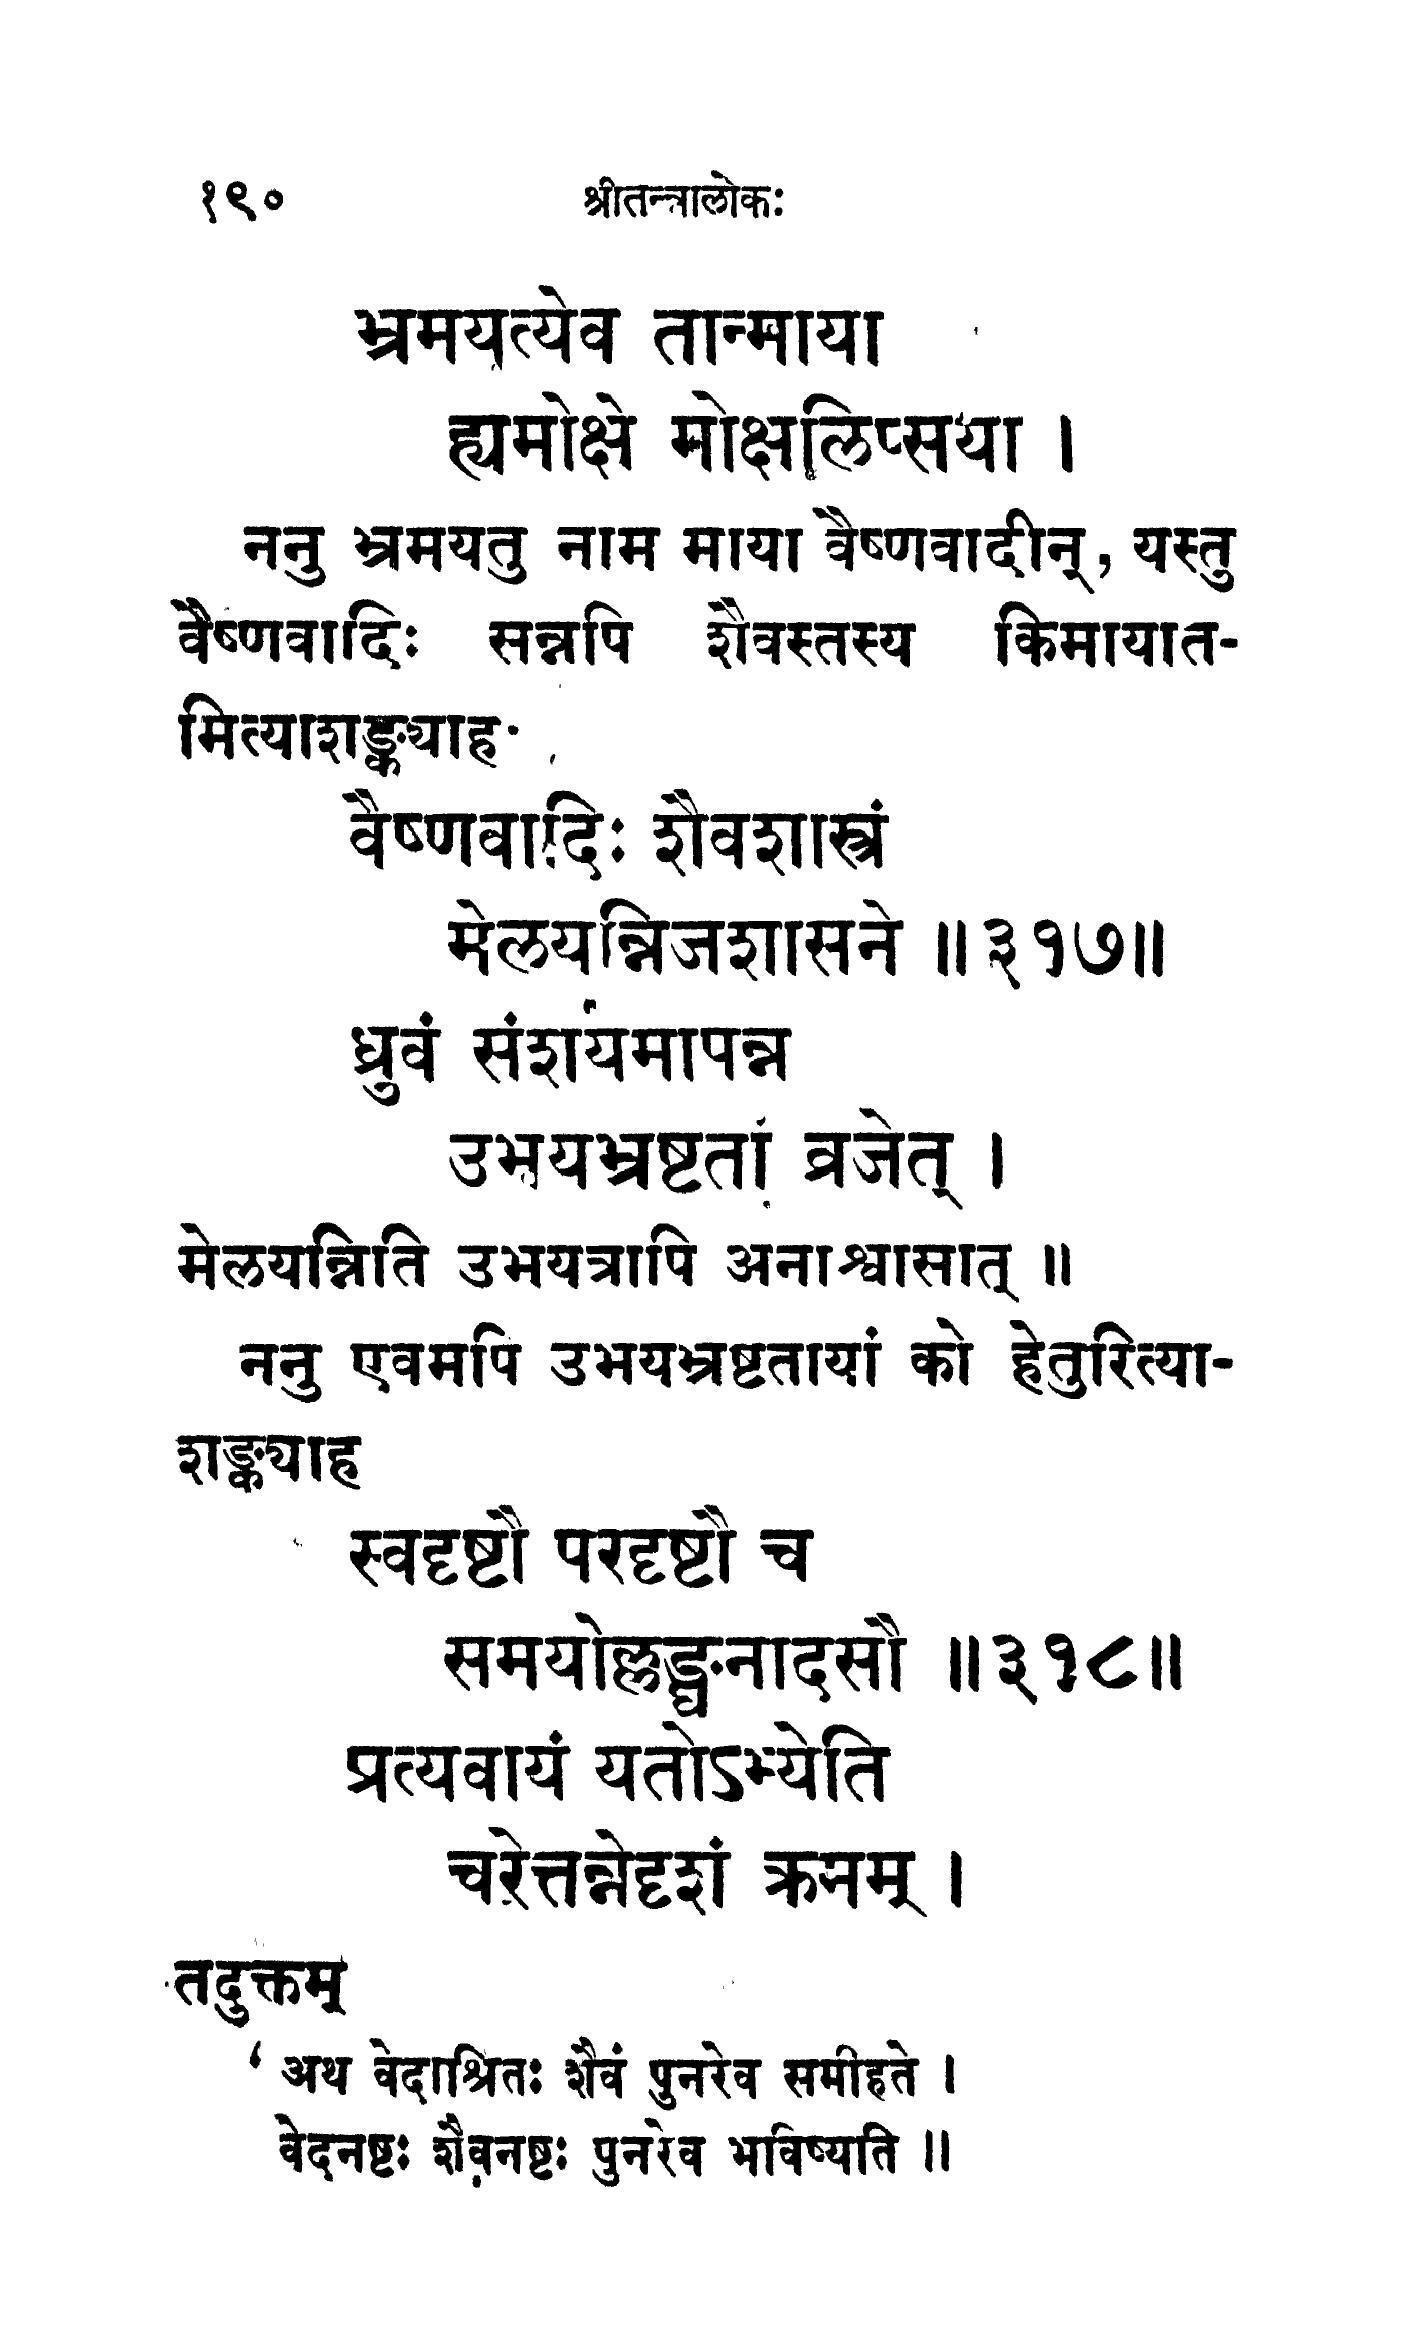 १९० श्रीतन्त्रालोकः
भ्रमयत्येव तान्माया
ह्यमोक्षे मोक्षलिप्सया ।
ननु भ्रमयतु नाम माया वैष्णवादीन्, यस्तु
वैष्णवादिः सन्नपि शैवस्तस्य किमायात-
मित्याशङ्क्याह
वैष्णवादिः शैवशास्त्रं
मेलयन्निजशासने ॥३१७॥
ध्रुवं संशयमापन्न
उभयभ्रष्टतां व्रजेत् ।
मेलयन्निति उभयत्रापि अनाश्वासात् ॥
ननु एवमपि उभयभ्रष्टतायां को हेतुरित्या-
शङ्क्याह
स्वदृष्टौ परदृष्टौ च
समयोल्लङ्घनादसौ ॥३१८॥
प्रत्यवायं यतोऽभ्येति
चरेत्तन्नेदृशं क्रमम् ।
तदुक्तम्
‘ अथ वेदाश्रितः शैवं पुनरेव समीहते ।
वेदनष्टः शैवनष्टः पुनरेव भविष्यति ॥